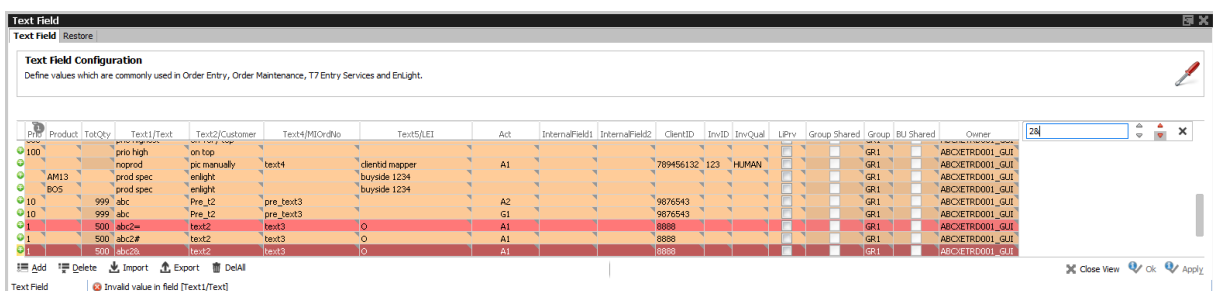 Text Field
Text Field Restore
Text Field Configuration
Define values which are commonly used in Order Entry, Order Maintenance, T7 Entry Services and EnLight.
1
Prio Product TotQty Text1/Text Text2/Customer Text4/MIOrdNo Text5/LEI Act InternalField1 InternalField2 ClientID InvID InvQual LiPrv Group Shared Group BU Shared Owner 28
100 prio high on top GR1 ABCXETRD001_GUI
noprod pic manually text4 clientid mapper A1 789456132 123 HUMAN GR1 ABCXETRD001_GUI
AM13 prod spec enlight buyside 1234 GR1 ABCXETRD001_GUI
BOS prod spec enlight buyside 1234 GR1 ABCXETRD001_GUI
10 999 abc Pre_t2 pre_text3 A2 9876543 GR1 ABCXETRD001_GUI
10 999 abc Pre_t2 pre_text3 G1 9876543 GR1 ABCXETRD001_GUI
1 500 abc2= text2 text3 O A1 8888 GR1 ABCXETRD001_GUI
1 500 abc2# text2 text3 O A1 8888 GR1 ABCXETRD001_GUI
1 500 abc2& text2 text3 O A1 8888 GR1 ABCXETRD001_GUI
Add Delete Import Export DelAll Close View Ok Apply
Text Field Invalid value in field [Text1/Text]